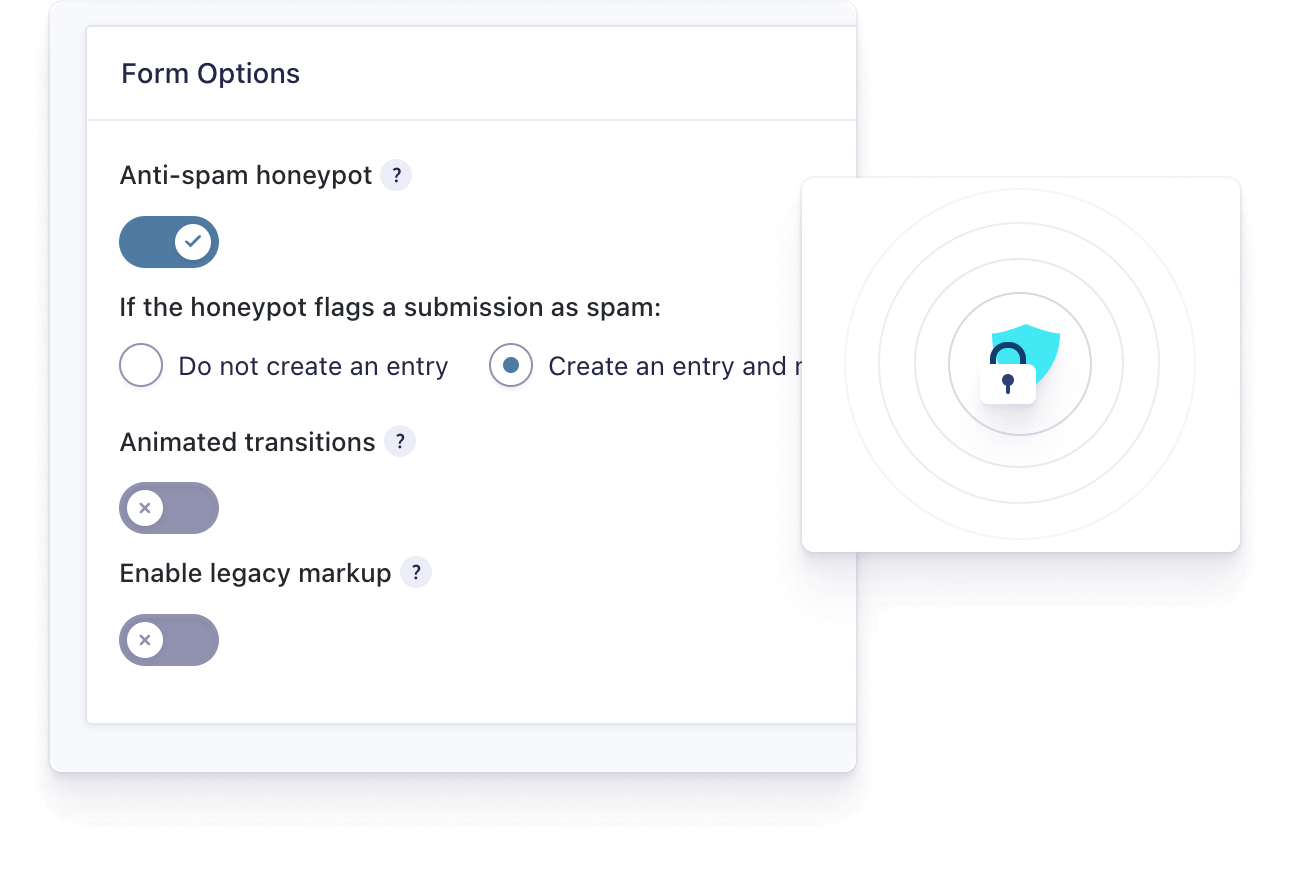 Form Options
Anti-spam honeypot ?
If the honeypot flags a submission as spam:
Do not create an entry Create an entry and
Animated transitions ?
Enable legacy markup ?